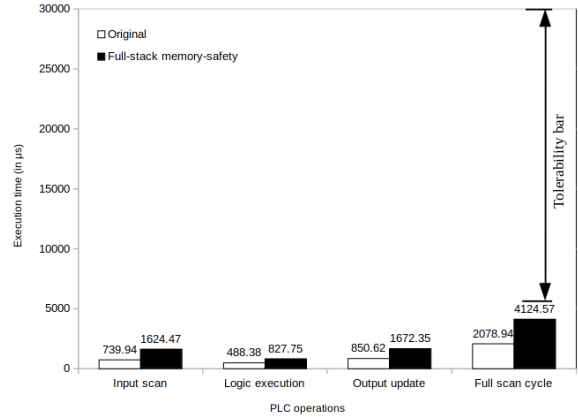 30000
Original
Full-stack memory-safety
25000
20000
15000
10000
5000
0
Execution time (in µs)
Tolerability bar
739.94
1624.47
488.38
827.75
850.62
1672.35
2078.94
4124.57
Input scan
Logic execution
Output update
Full scan cycle
PLC operations